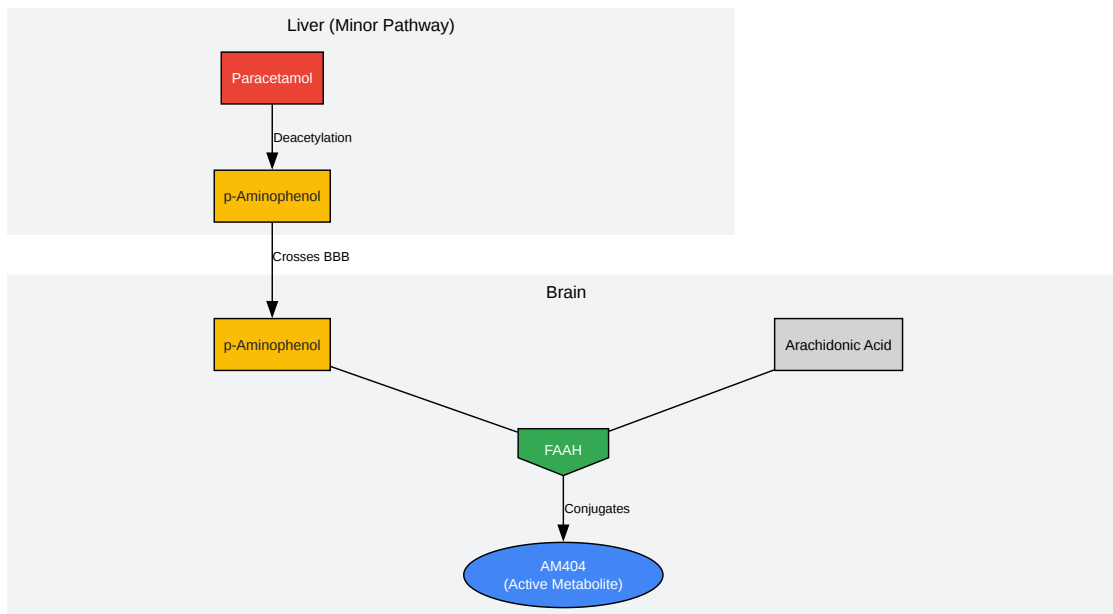 Liver (Minor Pathway)
Paracetamol
Deacetylation
p-Aminophenol
Crosses BBB
Brain
p-Aminophenol
Arachidonic Acid
FAAH
Conjugates
AM404
(Active Metabolite)